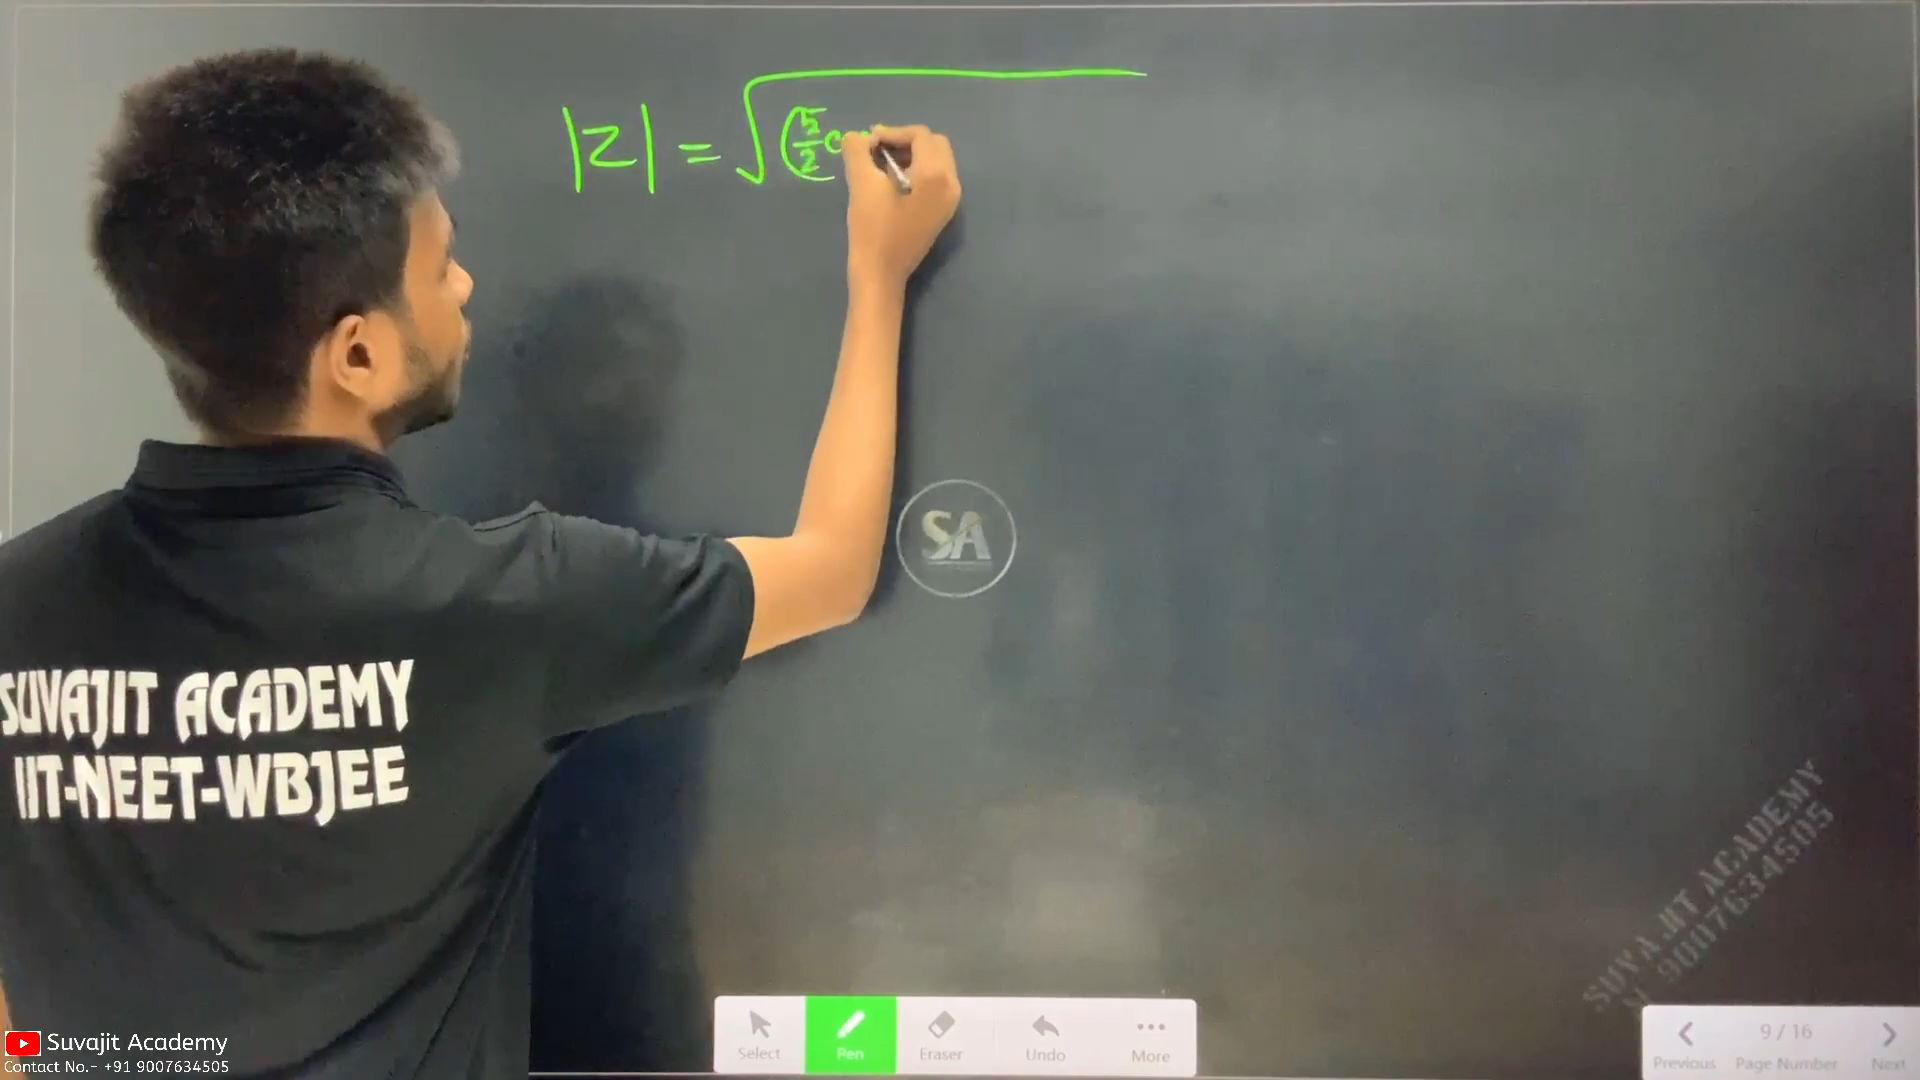 |z| = √(5/2 c
SA
SUVAJIT ACADEMY
IIT-NEET-WBJEE
SUVAJIT ACADEMY
9007634505
Select Pen Eraser Undo More
9 / 16
Previous Page Number Next
Suvajit Academy
Contact No.- +91 9007634505